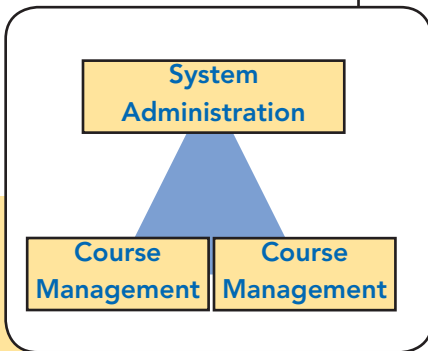 System
Administration
Course
Management
Course
Management